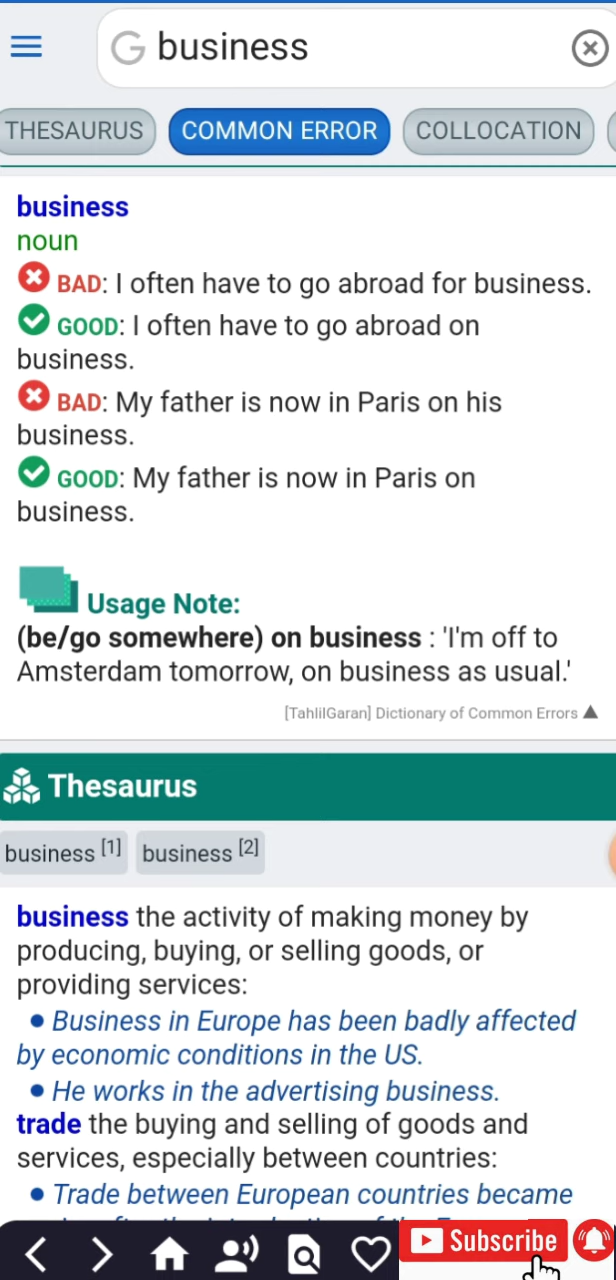 business
THESAURUS
COMMON ERROR
COLLOCATION
business
noun
BAD: I often have to go abroad for business.
GOOD: I often have to go abroad on
business.
BAD: My father is now in Paris on his
business.
GOOD: My father is now in Paris on
business.
Usage Note:
(be/go somewhere) on business : 'I'm off to
Amsterdam tomorrow, on business as usual.'
[TahlilGaran] Dictionary of Common Errors ▲
Thesaurus
business [1]
business [2]
business the activity of making money by
producing, buying, or selling goods, or
providing services:
• Business in Europe has been badly affected
by economic conditions in the US.
• He works in the advertising business.
trade the buying and selling of goods and
services, especially between countries:
• Trade between European countries became
Subscribe